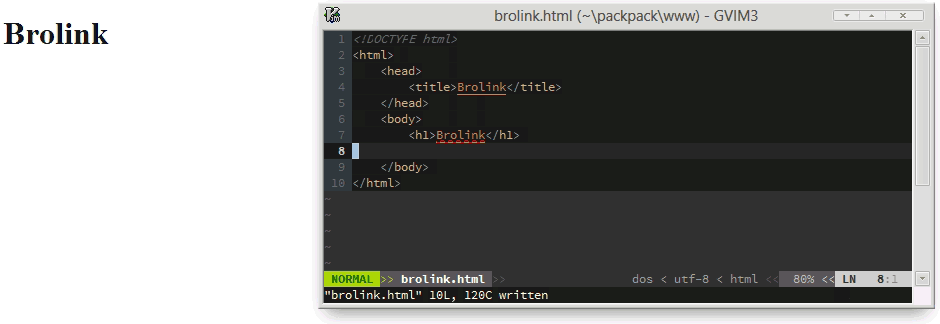 Brolink
brolink.html (~\packpack\www) - GVIM3
1 <!DOCTYPE html>
2 <html>
3 <head>
4 <title>Brolink</title>
5 </head>
6 <body>
7 <h1>Brolink</h1>
8
9 </body>
10 </html>
~
~
~
~
~
NORMAL >> brolink.html >> dos < utf-8 < html << 80% << LN 8:1
"brolink.html" 10L, 120C written